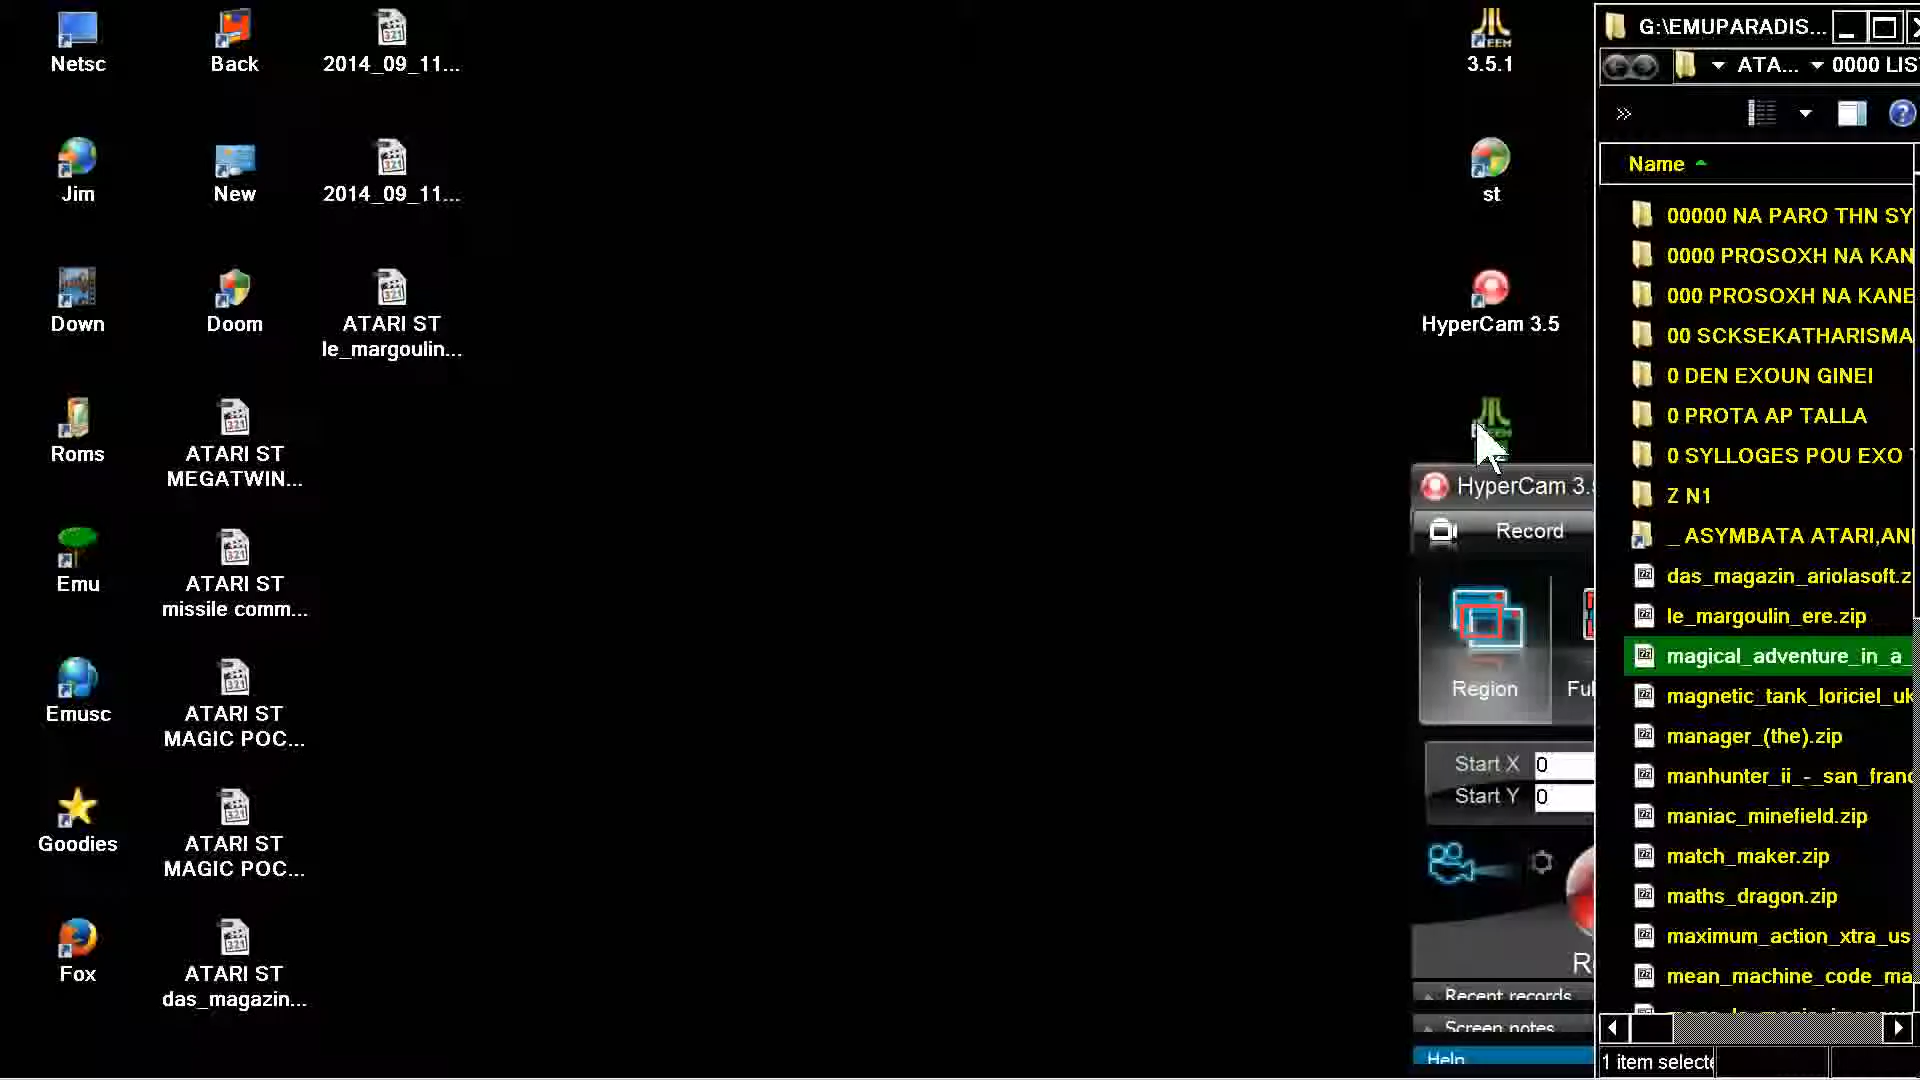 Netsc
Back
2014_09_11...
Jim
New
2014_09_11...
Down
Doom
ATARI ST
le_margoulin...
Roms
ATARI ST
MEGATWIN...
Emu
ATARI ST
missile comm...
Emusc
ATARI ST
MAGIC POC...
Goodies
ATARI ST
MAGIC POC...
Fox
ATARI ST
das_magazin...
3.5.1
st
HyperCam 3.5
HyperCam 3.
Record
Region
Ful
Start X 0
Start Y 0
Recent records
Screen notes
Help
G:\EMUPARADIS...
ATA... 0000 LIS
Name
00000 NA PARO THN SY
0000 PROSOXH NA KAN
000 PROSOXH NA KANE
00 SCKSEKATHARISMA
0 DEN EXOUN GINEI
0 PROTA AP TALLA
0 SYLLOGES POU EXO
Z N1
_ ASYMBATA ATARI,AN
das_magazin_ariolasoft.z
le_margoulin_ere.zip
magical_adventure_in_a_
magnetic_tank_loriciel_uk
manager_(the).zip
manhunter_ii_-_san_franc
maniac_minefield.zip
match_maker.zip
maths_dragon.zip
maximum_action_xtra_us
mean_machine_code_ma
1 item selecte